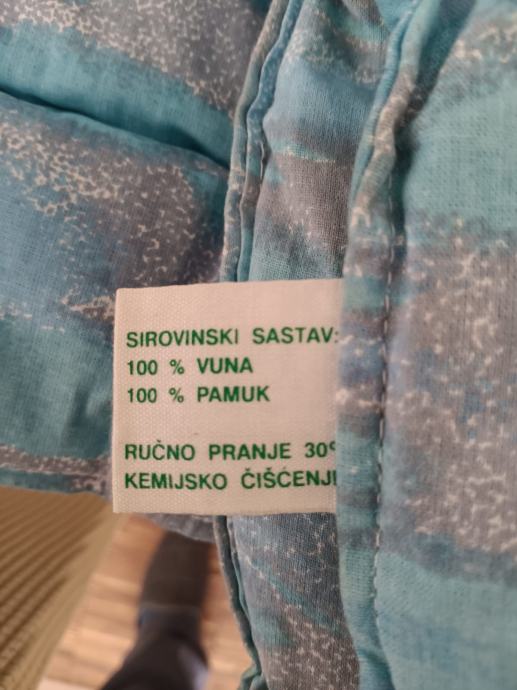 SIROVINSKI SASTAV:
100 % VUNA
100 % PAMUK
RUČNO PRANJE 30°
KEMIJSKO ČIŠĆENJ